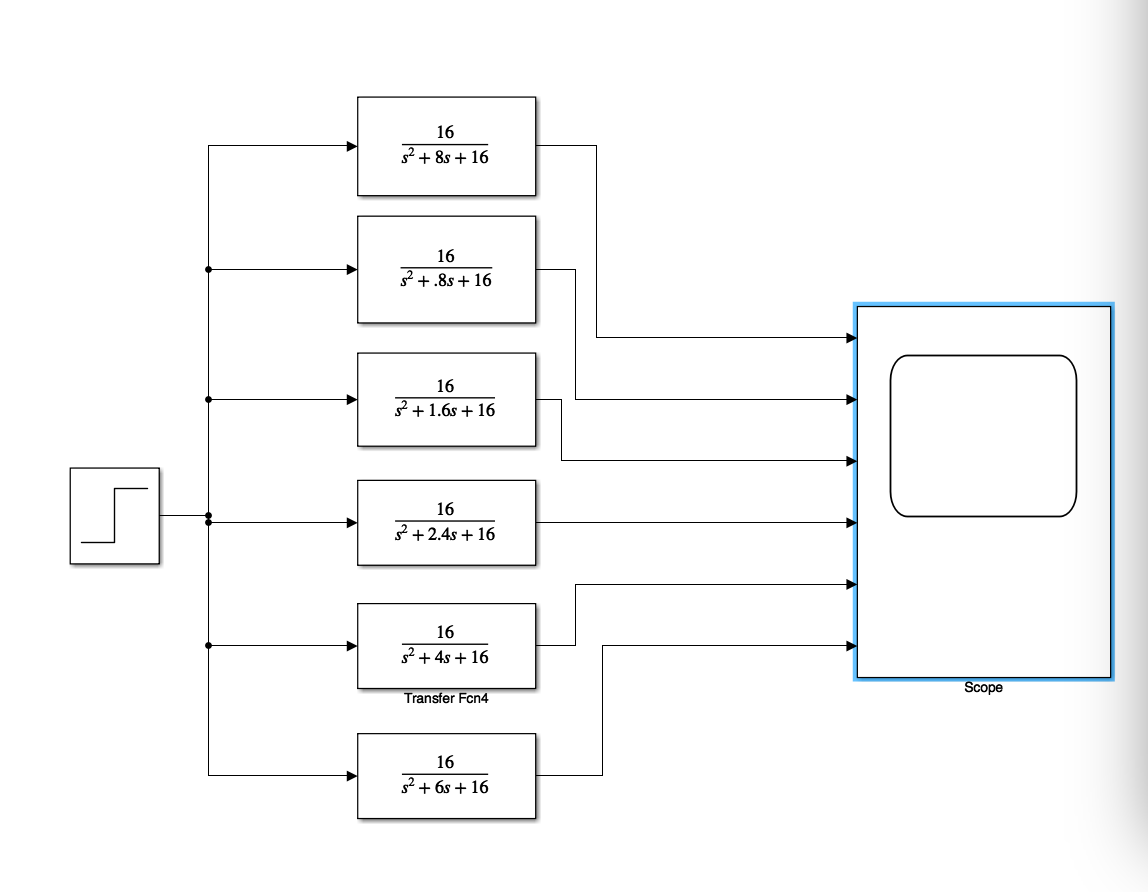 16
s² + 8s + 16
16
s² + .8s + 16
16
s² + 1.6s + 16
16
s² + 2.4s + 16
16
s² + 4s + 16
Transfer Fcn4
Scope
16
s² + 6s + 16